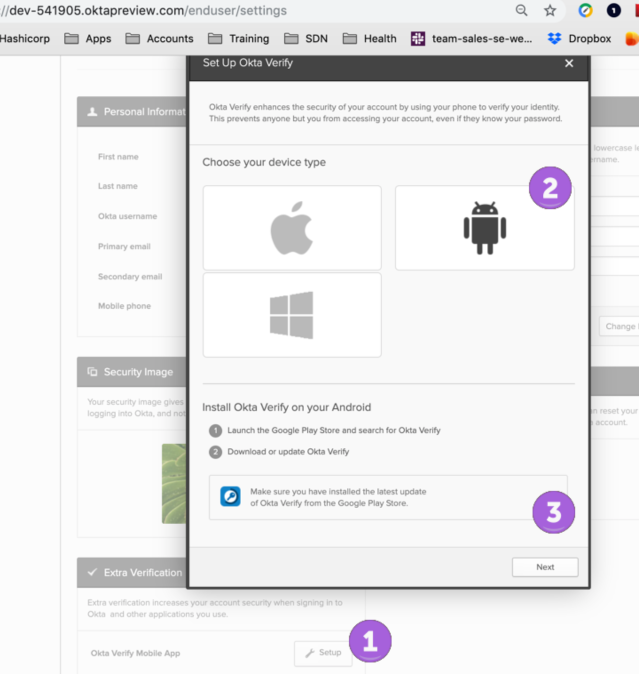 //dev-541905.oktapreview.com/enduser/settings
Hashicorp Apps Accounts Training SDN Health team-sales-se-we... Dropbox
Set Up Okta Verify
Okta Verify enhances the security of your account by using your phone to verify your identity.
This prevents anyone but you from accessing your account, even if they know your password.
Choose your device type
2
Install Okta Verify on your Android
1 Launch the Google Play Store and search for Okta Verify
2 Download or update Okta Verify
Make sure you have installed the latest update
of Okta Verify from the Google Play Store.
3
Next
Personal Informat
First name
Last name
Okta username
Primary email
Secondary email
Mobile phone
Security Image
Your security image gives
logging into Okta, and not
Extra Verification
Extra verification increases your account security when signing in to
Okta and other applications you use.
Okta Verify Mobile App
Setup
1
lowercase le
Change
n reset your
account.